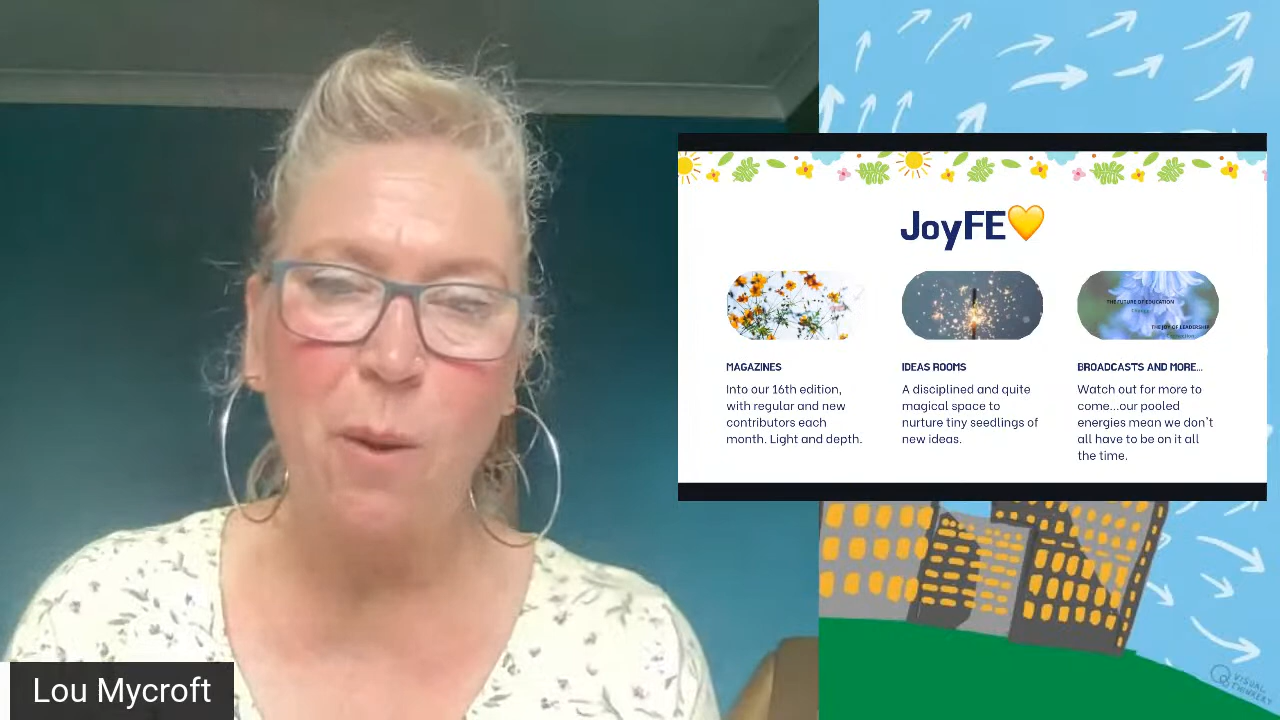 JoyFE💛
THE FUTURE OF EDUCATION
THE JOY OF LEADERSHIP
MAGAZINES
Into our 16th edition,
with regular and new
contributors each
month. Light and depth.
IDEAS ROOMS
A disciplined and quite
magical space to
nurture tiny seedlings of
new ideas.
BROADCASTS AND MORE...
Watch out for more to
come...our pooled
energies mean we don't
all have to be on it all
the time.
Lou Mycroft
VISUAL
THINKERY